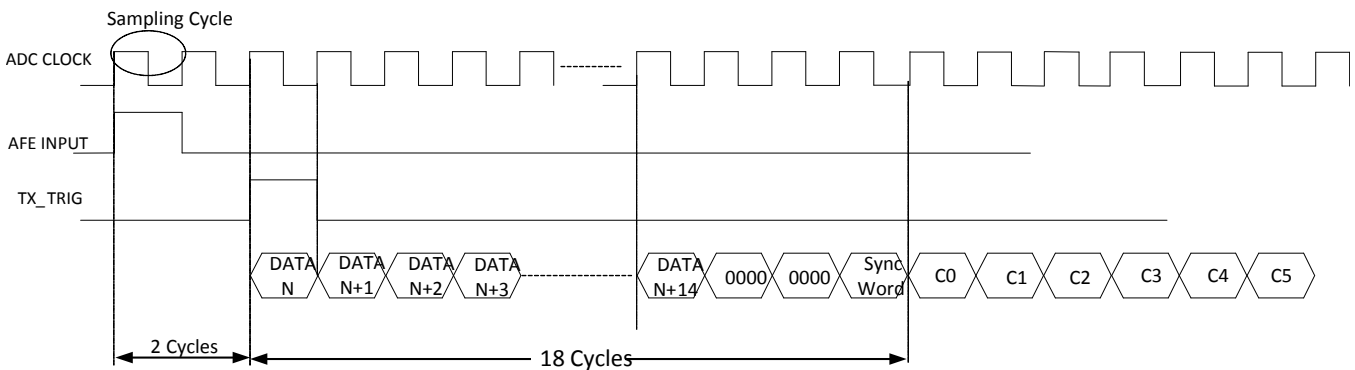 Sampling Cycle
ADC CLOCK
AFE INPUT
TX_TRIG
DATA
N
DATA
N+1
DATA
N+2
DATA
N+3
DATA
N+14
0000
0000
Sync
Word
C0
C1
C2
C3
C4
C5
2 Cycles
18 Cycles